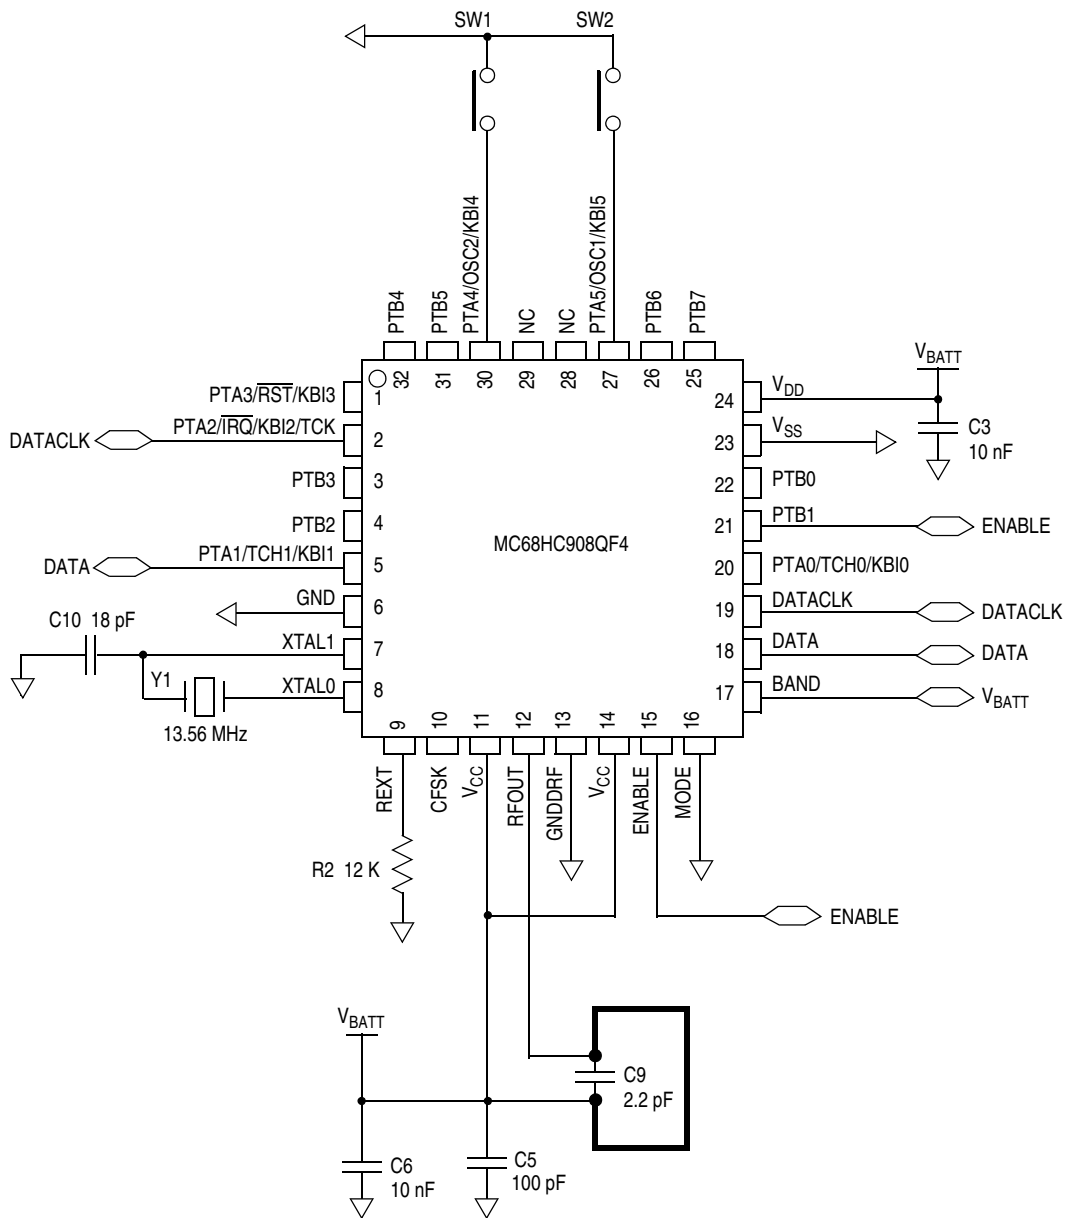 SW1
SW2
PTB4
PTB5
PTA4/OSC2/KBI4
NC
NC
PTA5/OSC1/KBI5
PTB6
PTB7
32
31
30
29
28
27
26
25
PTA3/RST/KBI3
1
DATACLK
PTA2/IRQ/KBI2/TCK
2
PTB3
3
PTB2
4
DATA
PTA1/TCH1/KBI1
5
GND
6
C10 18 pF
XTAL1
7
Y1
XTAL0
8
13.56 MHz
MC68HC908QF4
24
VDD
VBATT
C3
10 nF
23
VSS
22
PTB0
21
PTB1
ENABLE
20
PTA0/TCH0/KBI0
19
DATACLK
DATACLK
18
DATA
DATA
17
BAND
VBATT
9
10
11
12
13
14
15
16
REXT
CFSK
VCC
RFOUT
GNDDRF
VCC
ENABLE
MODE
R2 12 K
ENABLE
VBATT
C9
2.2 pF
C6
10 nF
C5
100 pF